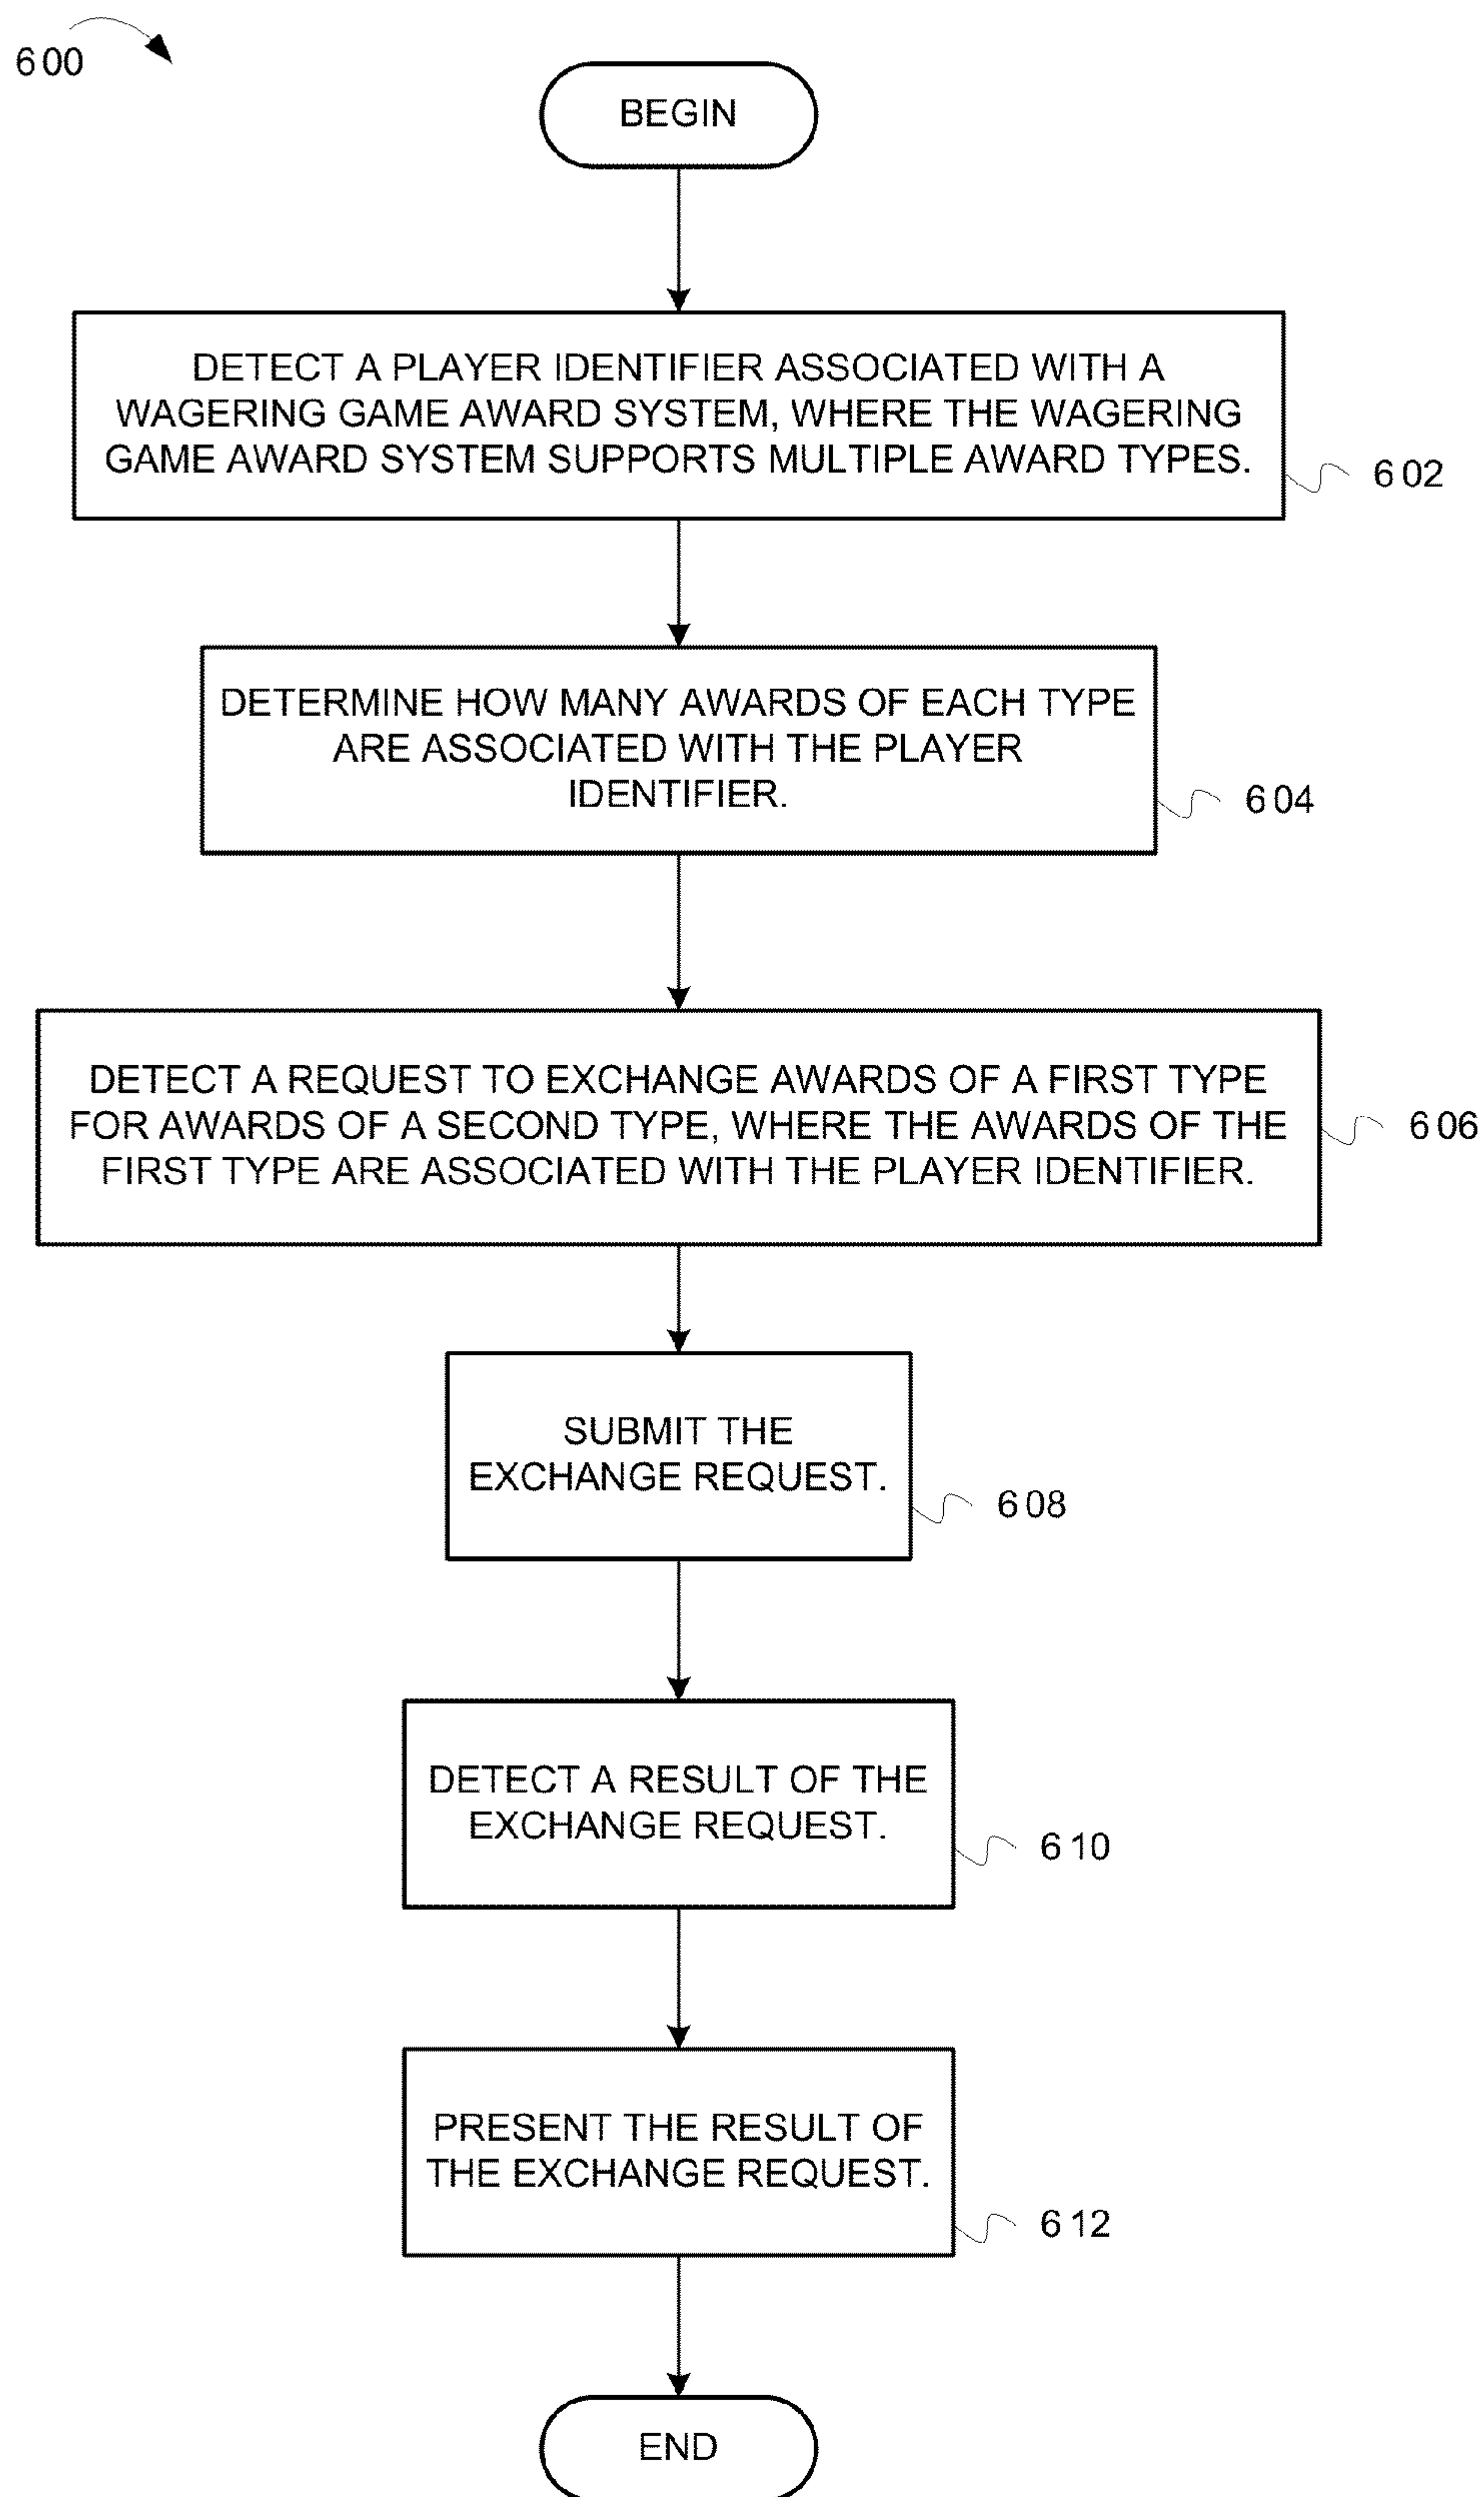 600
BEGIN
DETECT A PLAYER IDENTIFIER ASSOCIATED WITH A
WAGERING GAME AWARD SYSTEM, WHERE THE WAGERING
GAME AWARD SYSTEM SUPPORTS MULTIPLE AWARD TYPES.
602
DETERMINE HOW MANY AWARDS OF EACH TYPE
ARE ASSOCIATED WITH THE PLAYER
IDENTIFIER.
604
DETECT A REQUEST TO EXCHANGE AWARDS OF A FIRST TYPE
FOR AWARDS OF A SECOND TYPE, WHERE THE AWARDS OF THE
FIRST TYPE ARE ASSOCIATED WITH THE PLAYER IDENTIFIER.
606
SUBMIT THE
EXCHANGE REQUEST.
608
DETECT A RESULT OF THE
EXCHANGE REQUEST.
610
PRESENT THE RESULT OF
THE EXCHANGE REQUEST.
612
END